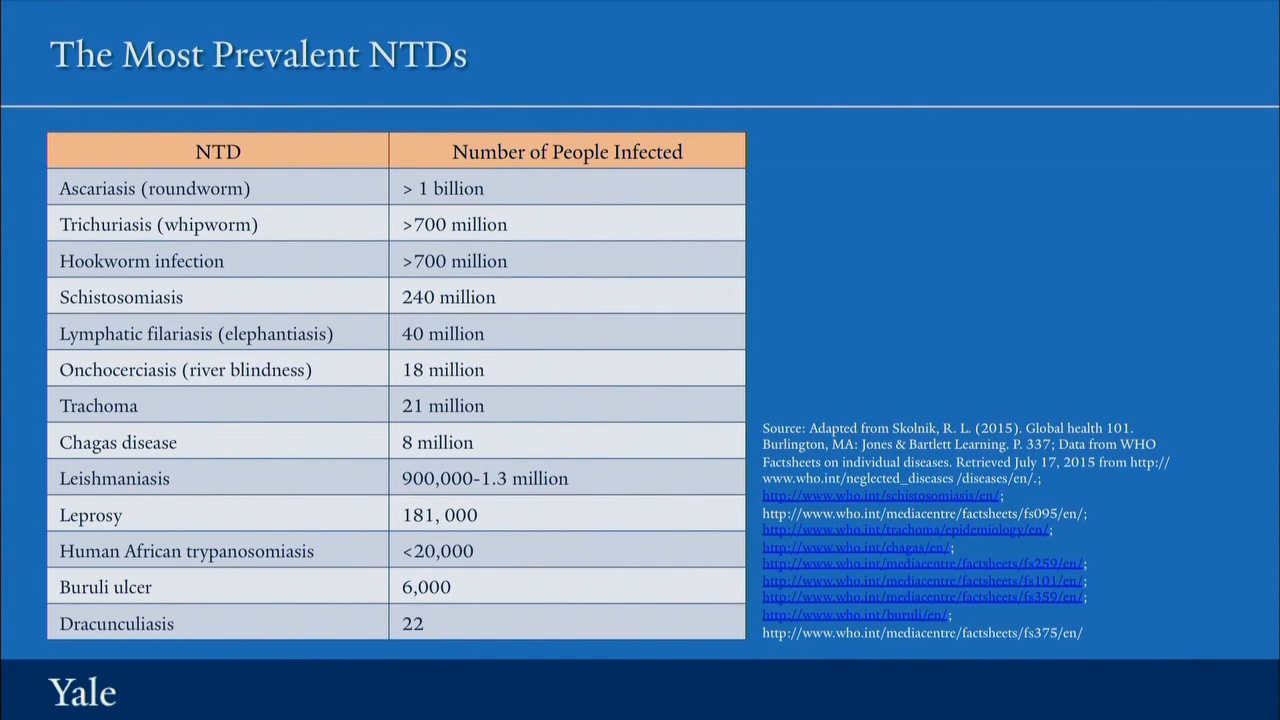 The Most Prevalent NTDs
NTD Number of People Infected
Ascariasis (roundworm) > 1 billion
Trichuriasis (whipworm) >700 million
Hookworm infection >700 million
Schistosomiasis 240 million
Lymphatic filariasis (elephantiasis) 40 million
Onchocerciasis (river blindness) 18 million
Trachoma 21 million
Chagas disease 8 million
Leishmaniasis 900,000-1.3 million
Leprosy 181, 000
Human African trypanosomiasis <20,000
Buruli ulcer 6,000
Dracunculiasis 22
Source: Adapted from Skolnik, R. L. (2015). Global health 101.
Burlington, MA: Jones & Bartlett Learning. P. 337; Data from WHO
Factsheets on individual diseases. Retrieved July 17, 2015 from http://
www.who.int/neglected_diseases /diseases/en/.;
http://www.who.int/schistosomiasis/en/;
http://www.who.int/mediacentre/factsheets/fs095/en/;
http://www.who.int/trachoma/epidemiology/en/;
http://www.who.int/chagas/en/;
http://www.who.int/mediacentre/factsheets/fs259/en/;
http://www.who.int/mediacentre/factsheets/fs101/en/;
http://www.who.int/mediacentre/factsheets/fs359/en/;
http://www.who.int/buruli/en/;
http://www.who.int/mediacentre/factsheets/fs375/en/
Yale